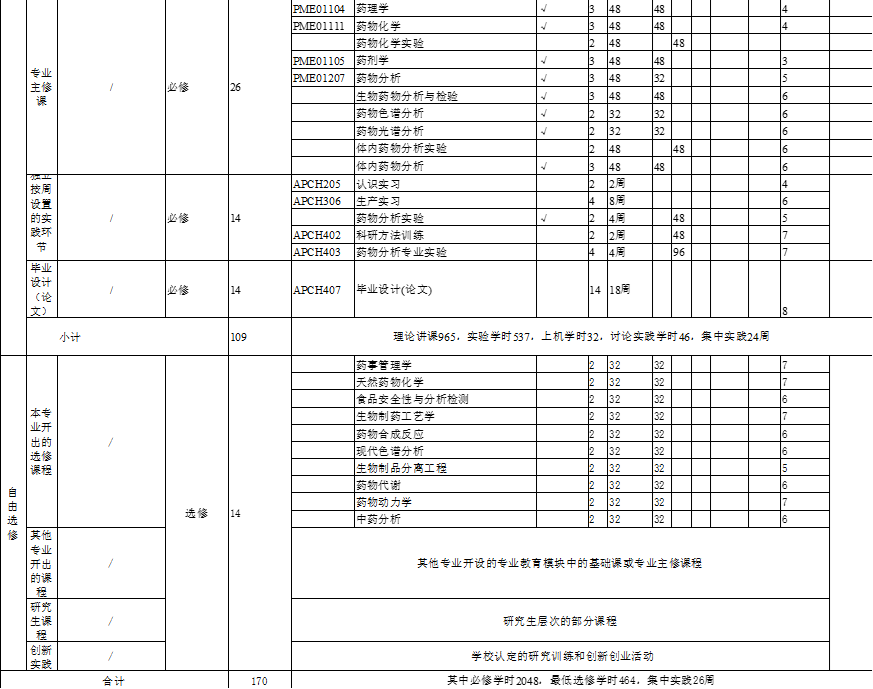 PME01104 药理学 √ 3 48 48 4
PME01111 药物化学 √ 3 48 48 4
药物化学实验 2 48 48
PME01105 药剂学 √ 3 48 48 3
PME01207 药物分析 √ 3 48 32 5
专业主修课 / 必修 26
生物药物分析与检验 √ 3 48 48 6
药物色谱分析 √ 2 32 32 6
药物光谱分析 √ 2 32 32 6
体内药物分析实验 2 48 48 6
体内药物分析 √ 3 48 48 6
独立按周设置的实践环节 / 必修 14
APCH205 认识实习 2 2周 4
APCH306 生产实习 4 8周 6
药物分析实验 √ 2 4周 48 5
APCH402 科研方法训练 2 2周 48 7
APCH403 药物分析专业实验 4 4周 96 7
毕业设计（论文） / 必修 14 APCH407 毕业设计(论文) 14 18周 8
小计 109 理论讲课965，实验学时537，上机学时32，讨论实践学时46，集中实践24周
自由选修 本专业开出的选修课程 / 选修 14
药事管理学 2 32 32 7
天然药物化学 2 32 32 7
食品安全性与分析检测 2 32 32 6
生物制药工艺学 2 32 32 7
药物合成反应 2 32 32 6
现代色谱分析 2 32 32 6
生物制品分离工程 2 32 32 5
药物代谢 2 32 32 6
药物动力学 2 32 32 7
中药分析 2 32 32 6
其他专业开出的课程 / 其他专业开设的专业教育模块中的基础课或专业主修课程
研究生课程 / 研究生层次的部分课程
创新实践 / 学校认定的研究训练和创新创业活动
合计 170 其中必修学时2048，最低选修学时464，集中实践26周